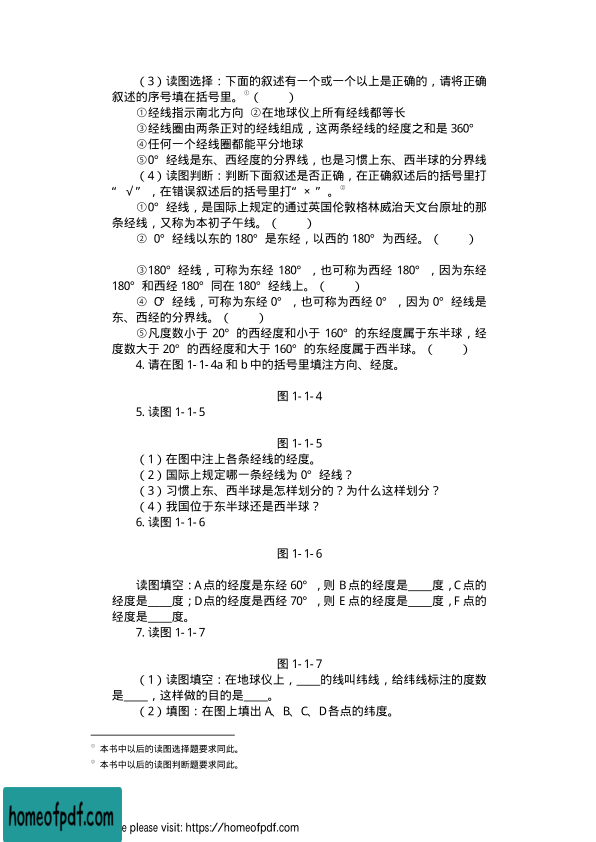 （3）读图选择：下面的叙述有一个或一个以上是正确的，请将正确
叙述的序号填在括号里。①（　　）
①经线指示南北方向 ②在地球仪上所有经线都等长
③经线圈由两条正对的经线组成，这两条经线的经度之和是 360°
④任何一个经线圈都能平分地球
⑤0° 经线是东、西经度的分界线，也是习惯上东、西半球的分界线
（4）读图判断：判断下面叙述是否正确，在正确叙述后的括号里打
“ √ ”，在错误叙述后的括号里打“ × ”。②
①0° 经线，是国际上规定的通过英国伦敦格林威治天文台原址的那
条经线，又称为本初子午线。（　　）
② 0° 经线以东的 180° 是东经，以西的 180° 为西经。（　　）
③180° 经线，可称为东经 180° ，也可称为西经 180° ，因为东经
180° 和西经 180° 同在 180° 经线上。（　　）
④ O° 经线，可称为东经 0° ，也可称为西经 0° ，因为 0° 经线是
东、西经的分界线。（　　）
⑤凡度数小于 20° 的西经度和小于 160° 的东经度属于东半球，经
度数大于 20° 的西经度和大于 160° 的东经度属于西半球。（　　）
4. 请在图 1-1-4a 和 b 中的括号里填注方向、经度。
图 1-1-4
5. 读图 1-1-5
图 1-1-5
（1）在图中注上各条经线的经度。
（2）国际上规定哪一条经线为 0° 经线？
（3）习惯上东、西半球是怎样划分的？为什么这样划分？
（4）我国位于东半球还是西半球？
6. 读图 1-1-6
图 1-1-6
读图填空：A 点的经度是东经 60° ，则 B 点的经度是____度，C 点的
经度是____度；D 点的经度是西经 70° ，则 E 点的经度是____度，F 点的
经度是____度。
7. 读图 1-1-7
图 1-1-7
（1）读图填空：在地球仪上，____的线叫纬线，给纬线标注的度数
是____，这样做的目的是____。
（2）填图：在图上填出 A、B、C、D 各点的纬度。
① 本书中以后的读图选择题要求同此。
② 本书中以后的读图判断题要求同此。
homeofpdf.com
e please visit: https://homeofpdf.com